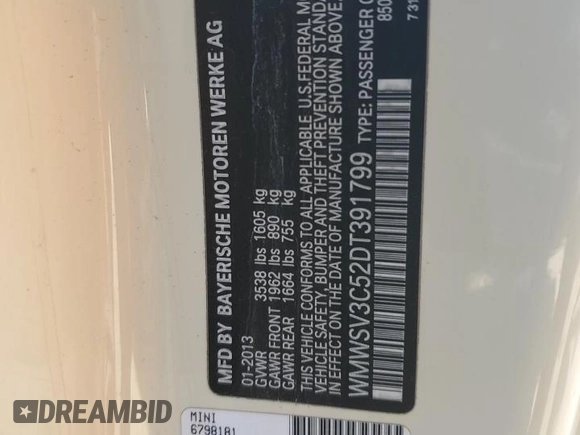 MFD BY BAYERISCHE MOTOREN WERKE AG
01-2013
GVWR 3538 lbs 1605 kg
GAWR FRONT 1962 lbs 890 kg
GAWR REAR 1664 lbs 755 kg
THIS VEHICLE CONFORMS TO ALL APPLICABLE U.S.FEDERAL
VEHICLE SAFETY, BUMPER AND THEFT PREVENTION
IN EFFECT ON THE DATE OF MANUFACTURE SHOWN ABOVE.
WMWSV3C52DT391799 TYPE: PASSENGER
850
731
MINI
6798181
DREAMBID